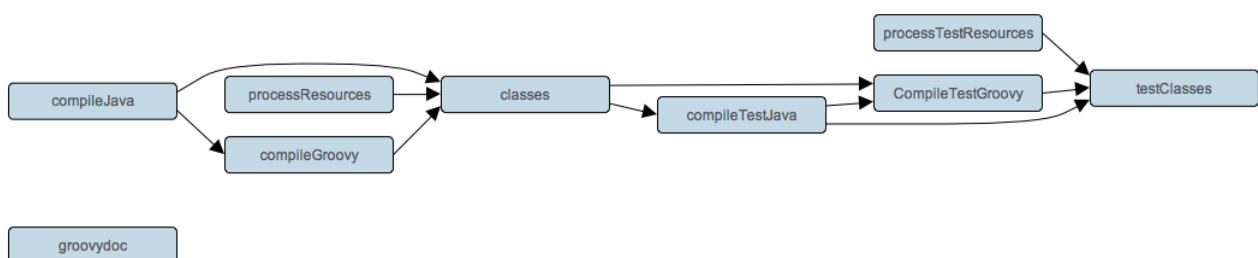 processTestResources
compileJava
processResources
classes
CompileTestGroovy
testClasses
compileTestJava
compileGroovy
groovydoc